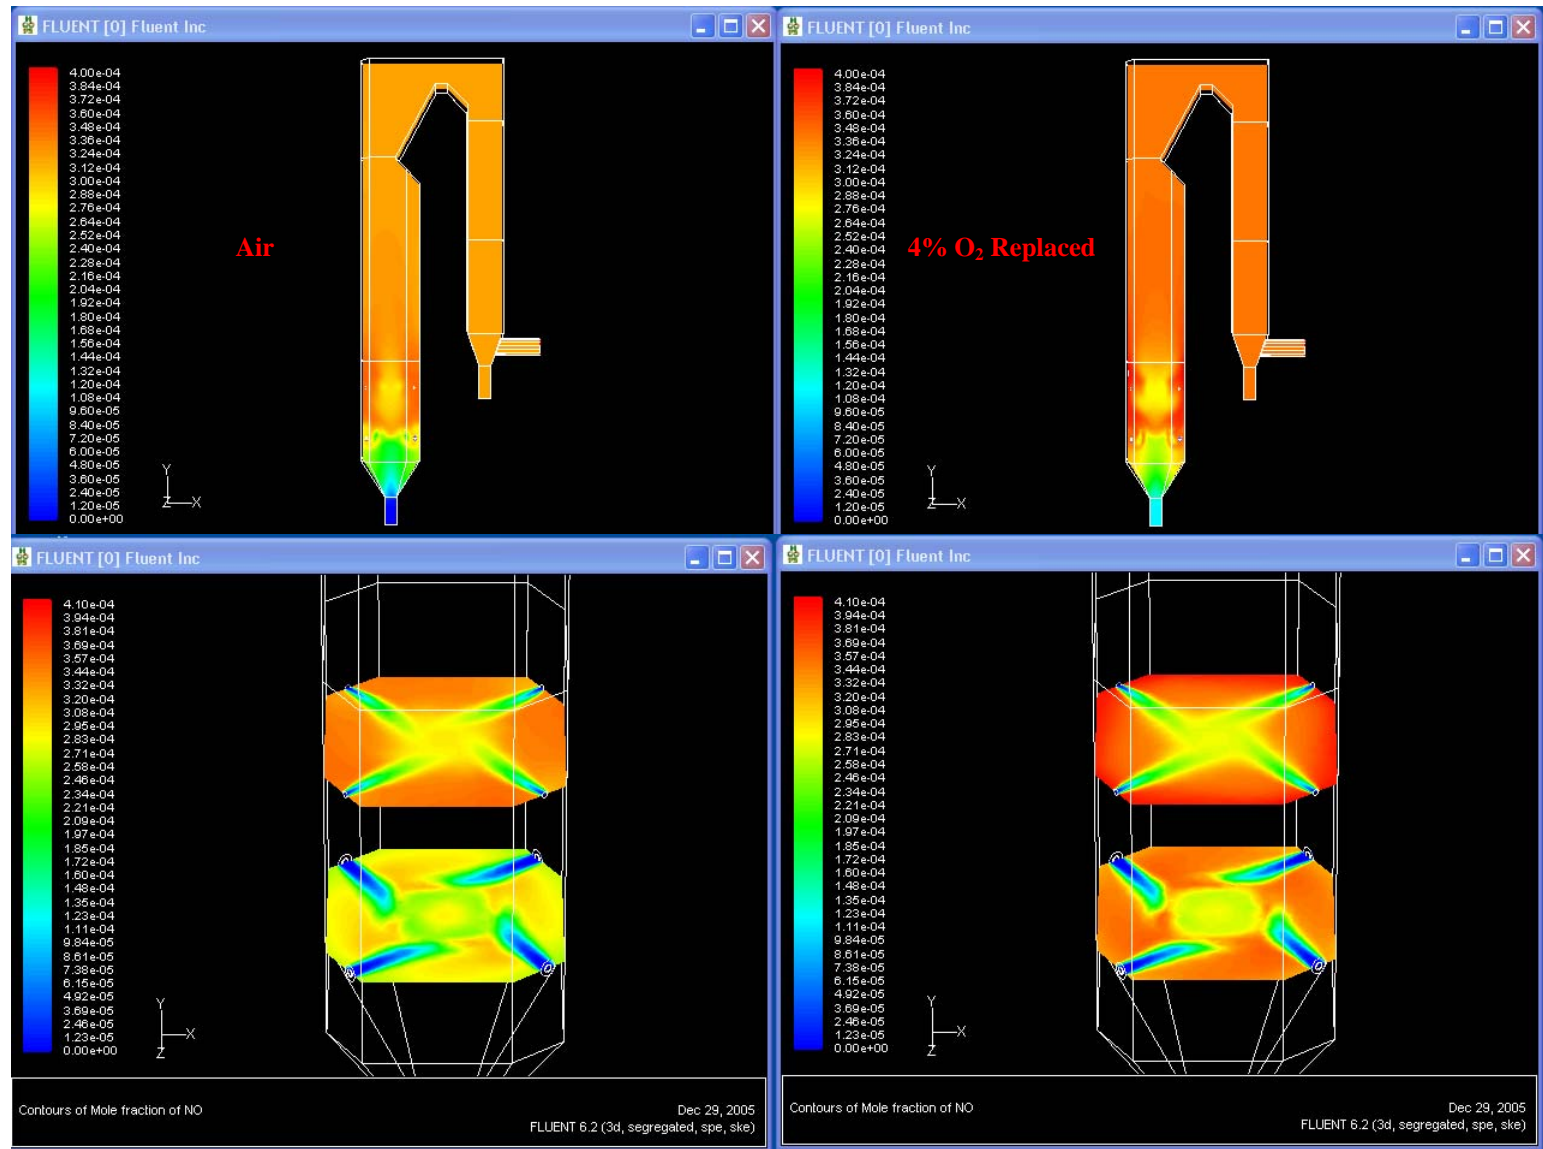 FLUENT [0] Fluent Inc
4.00e-04
3.84e-04
3.72e-04
3.60e-04
3.48e-04
3.36e-04
3.24e-04
3.12e-04
3.00e-04
2.88e-04
2.76e-04
2.64e-04
2.52e-04
2.40e-04
2.28e-04
2.16e-04
2.04e-04
1.92e-04
1.80e-04
1.68e-04
1.56e-04
1.44e-04
1.32e-04
1.20e-04
1.08e-04
9.60e-05
8.40e-05
7.20e-05
6.00e-05
4.80e-05
3.60e-05
2.40e-05
1.20e-05
0.00e+00
Air
Y
Z X
FLUENT [0] Fluent Inc
4.00e-04
3.84e-04
3.72e-04
3.60e-04
3.48e-04
3.36e-04
3.24e-04
3.12e-04
3.00e-04
2.88e-04
2.76e-04
2.64e-04
2.52e-04
2.40e-04
2.28e-04
2.16e-04
2.04e-04
1.92e-04
1.80e-04
1.68e-04
1.56e-04
1.44e-04
1.32e-04
1.20e-04
1.08e-04
9.60e-05
8.40e-05
7.20e-05
6.00e-05
4.80e-05
3.60e-05
2.40e-05
1.20e-05
0.00e+00
4% O₂ Replaced
Y
Z X
FLUENT [0] Fluent Inc
4.10e-04
3.94e-04
3.81e-04
3.69e-04
3.57e-04
3.44e-04
3.32e-04
3.20e-04
3.08e-04
2.95e-04
2.83e-04
2.71e-04
2.58e-04
2.46e-04
2.34e-04
2.21e-04
2.09e-04
1.97e-04
1.85e-04
1.72e-04
1.60e-04
1.48e-04
1.35e-04
1.23e-04
1.11e-04
9.84e-05
8.61e-05
7.38e-05
6.15e-05
4.92e-05
3.69e-05
2.46e-05
1.23e-05
0.00e+00
Y
X
Z
Contours of Mole fraction of NO
Dec 29, 2005
FLUENT 6.2 (3d, segregated, spe, ske)
FLUENT [0] Fluent Inc
4.10e-04
3.94e-04
3.81e-04
3.69e-04
3.57e-04
3.44e-04
3.32e-04
3.20e-04
3.08e-04
2.95e-04
2.83e-04
2.71e-04
2.58e-04
2.46e-04
2.34e-04
2.21e-04
2.09e-04
1.97e-04
1.85e-04
1.72e-04
1.60e-04
1.48e-04
1.35e-04
1.23e-04
1.11e-04
9.84e-05
8.61e-05
7.38e-05
6.15e-05
4.92e-05
3.69e-05
2.46e-05
1.23e-05
0.00e+00
Y
X
Z
Contours of Mole fraction of NO
Dec 29, 2005
FLUENT 6.2 (3d, segregated, spe, ske)